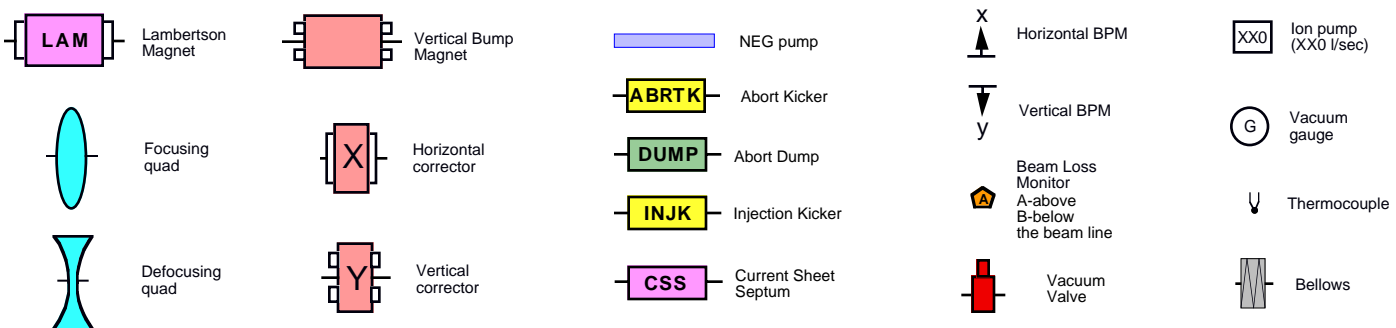 LAM
Lambertson
Magnet
Focusing
quad
Defocusing
quad
Vertical Bump
Magnet
X
Horizontal
corrector
Y
Vertical
corrector
NEG pump
ABRTK
Abort Kicker
DUMP
Abort Dump
INJK
Injection Kicker
CSS
Current Sheet
Septum
x
Horizontal BPM
Vertical BPM
y
A
Beam Loss
Monitor
A-above
B-below
the beam line
Vacuum
Valve
XX0
Ion pump
(XX0 l/sec)
G
Vacuum
gauge
Thermocouple
Bellows